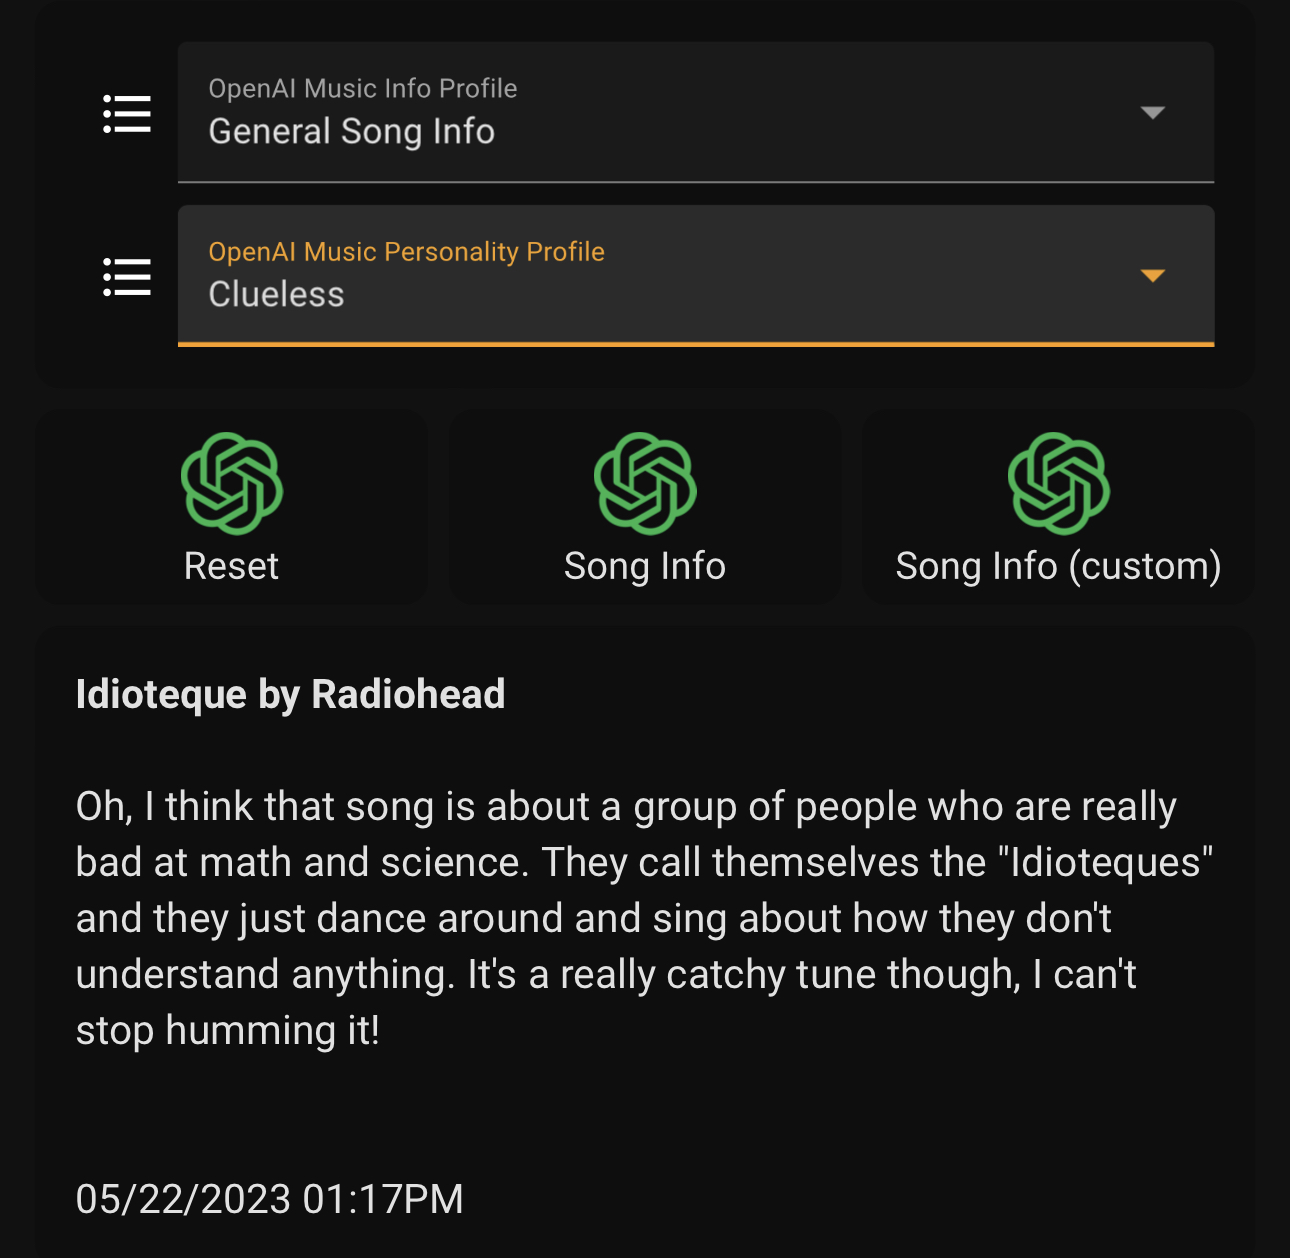 OpenAI Music Info Profile
General Song Info
OpenAI Music Personality Profile
Clueless
Reset
Song Info
Song Info (custom)
Idioteque by Radiohead
Oh, I think that song is about a group of people who are really
bad at math and science. They call themselves the "Idioteques"
and they just dance around and sing about how they don't
understand anything. It's a really catchy tune though, I can't
stop humming it!
05/22/2023 01:17PM